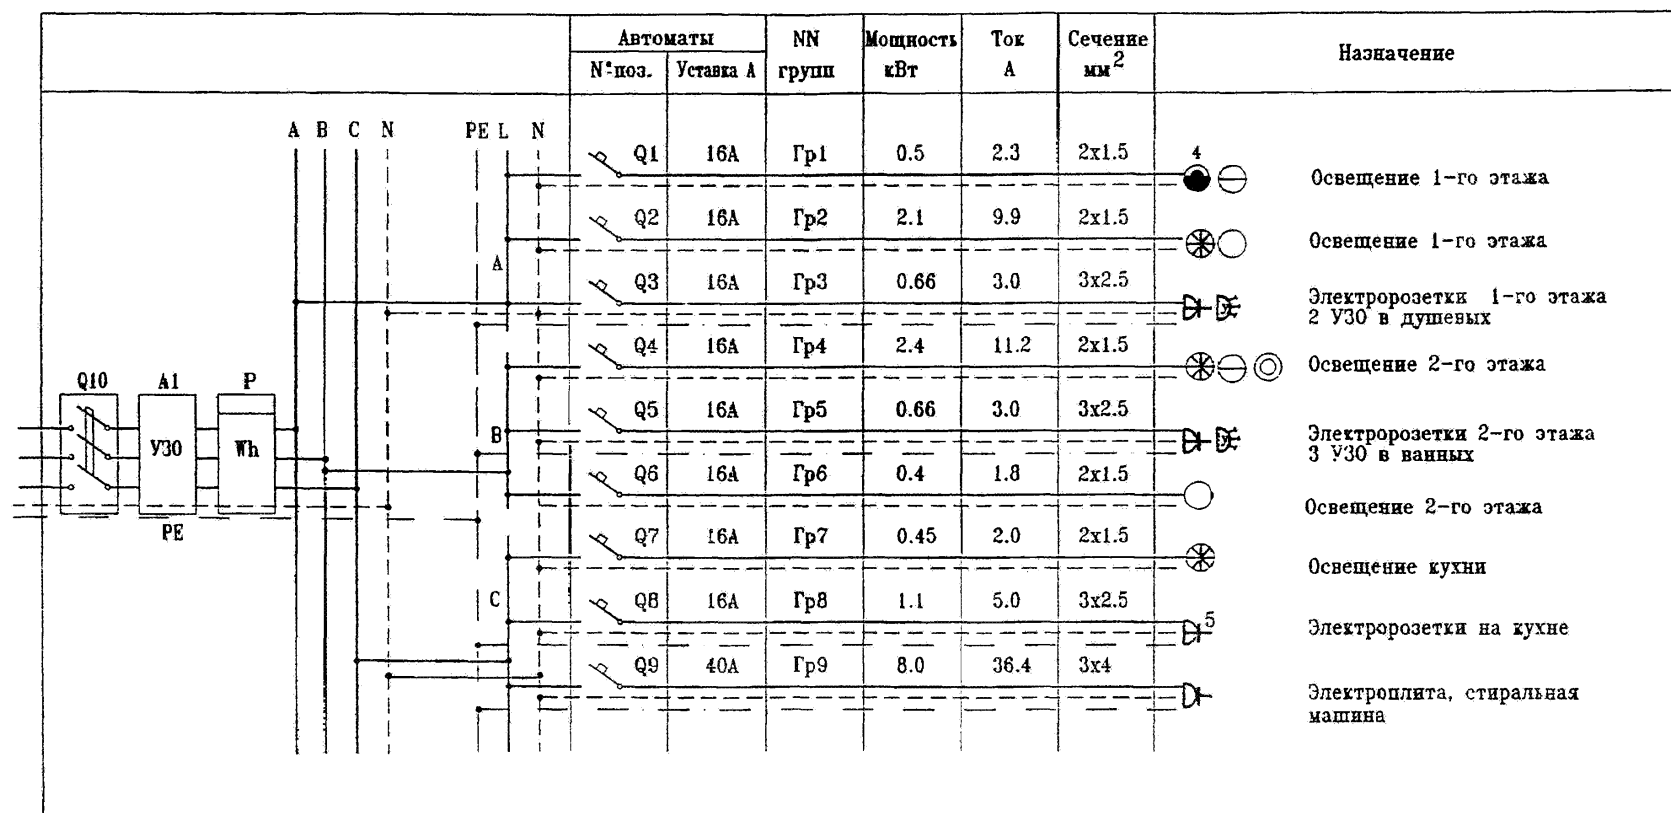 Автоматы NN Мощность Ток Сечение Назначение
N°поз. Уставка А групп кВт А мм2
A B C N PE L N
Q1 16А Гр1 0.5 2.3 2х1.5 4
Освещение 1-го этажа
Q2 16А Гр2 2.1 9.9 2х1.5
Освещение 1-го этажа
A
Q3 16А Гр3 0.66 3.0 3х2.5
Электророзетки 1-го этажа
2 УЗО в душевых
Q4 16А Гр4 2.4 11.2 2х1.5
Освещение 2-го этажа
Q10 А1 Р
УЗО Wh
PE
Q5 16А Гр5 0.66 3.0 3х2.5
B
Электророзетки 2-го этажа
3 УЗО в ванных
Q6 16А Гр6 0.4 1.8 2х1.5
Освещение 2-го этажа
Q7 16А Гр7 0.45 2.0 2х1.5
Освещение кухни
C
Q8 16А Гр8 1.1 5.0 3х2.5
5
Электророзетки на кухне
Q9 40А Гр9 8.0 36.4 3х4
Электроплита, стиральная
машина